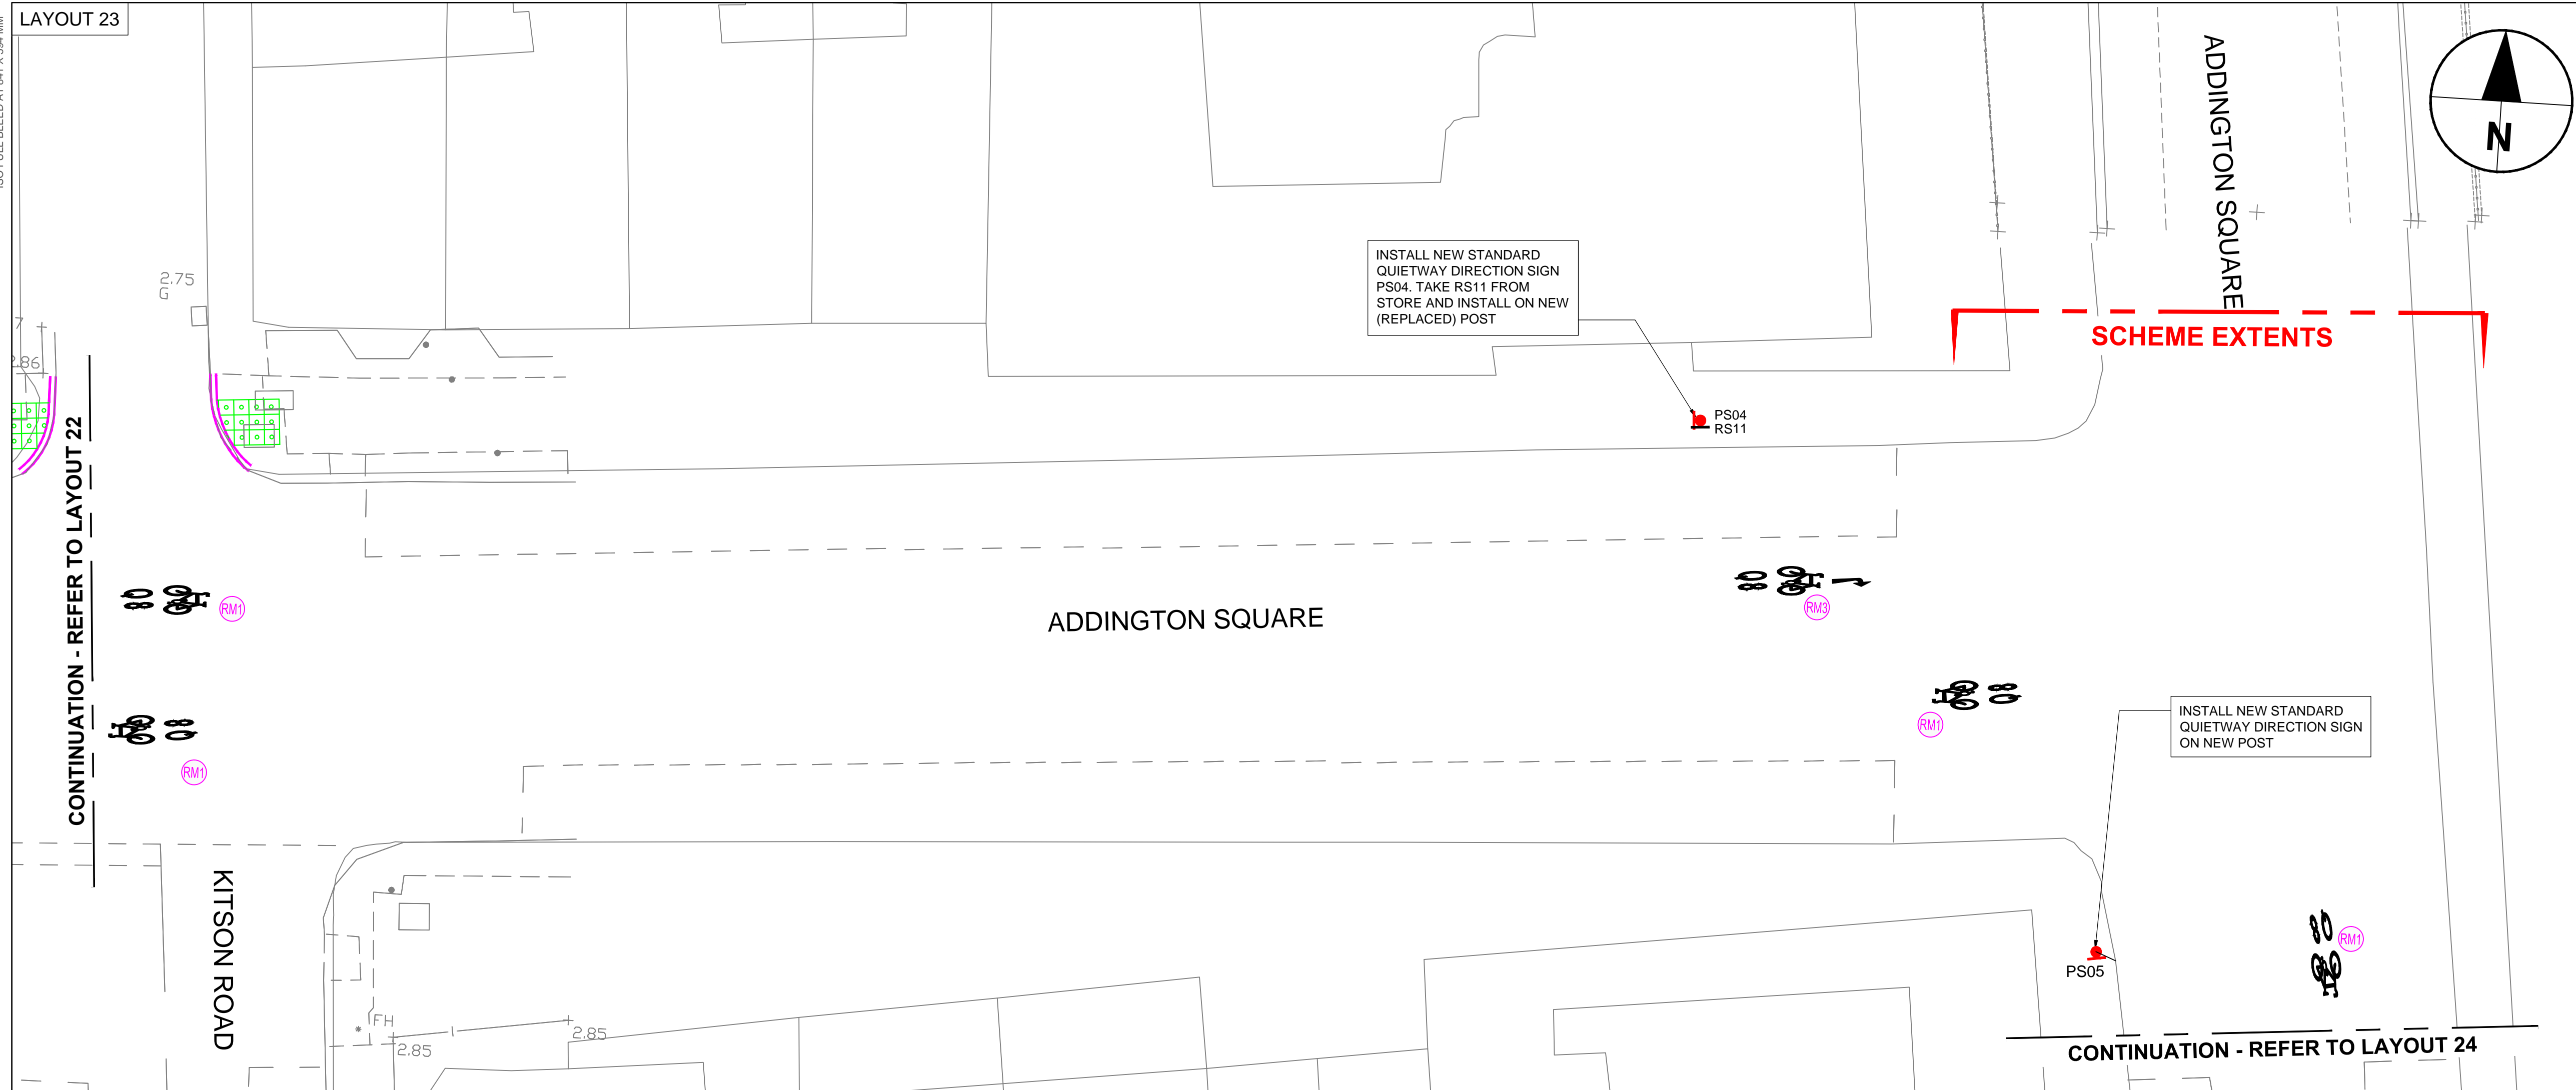 LAYOUT 23
ADDINGTON SQUARE
N
2.75
G
INSTALL NEW STANDARD
QUIETWAY DIRECTION SIGN
PS04. TAKE RS11 FROM
STORE AND INSTALL ON NEW
(REPLACED) POST
SCHEME EXTENTS
7
2.86
PS04
RS11
CONTINUATION - REFER TO LAYOUT 22
RM1
RM3
ADDINGTON SQUARE
RM1
RM1
INSTALL NEW STANDARD
QUIETWAY DIRECTION SIGN
ON NEW POST
KITSON ROAD
PS05
RM1
FH
2.85
2.85
CONTINUATION - REFER TO LAYOUT 24